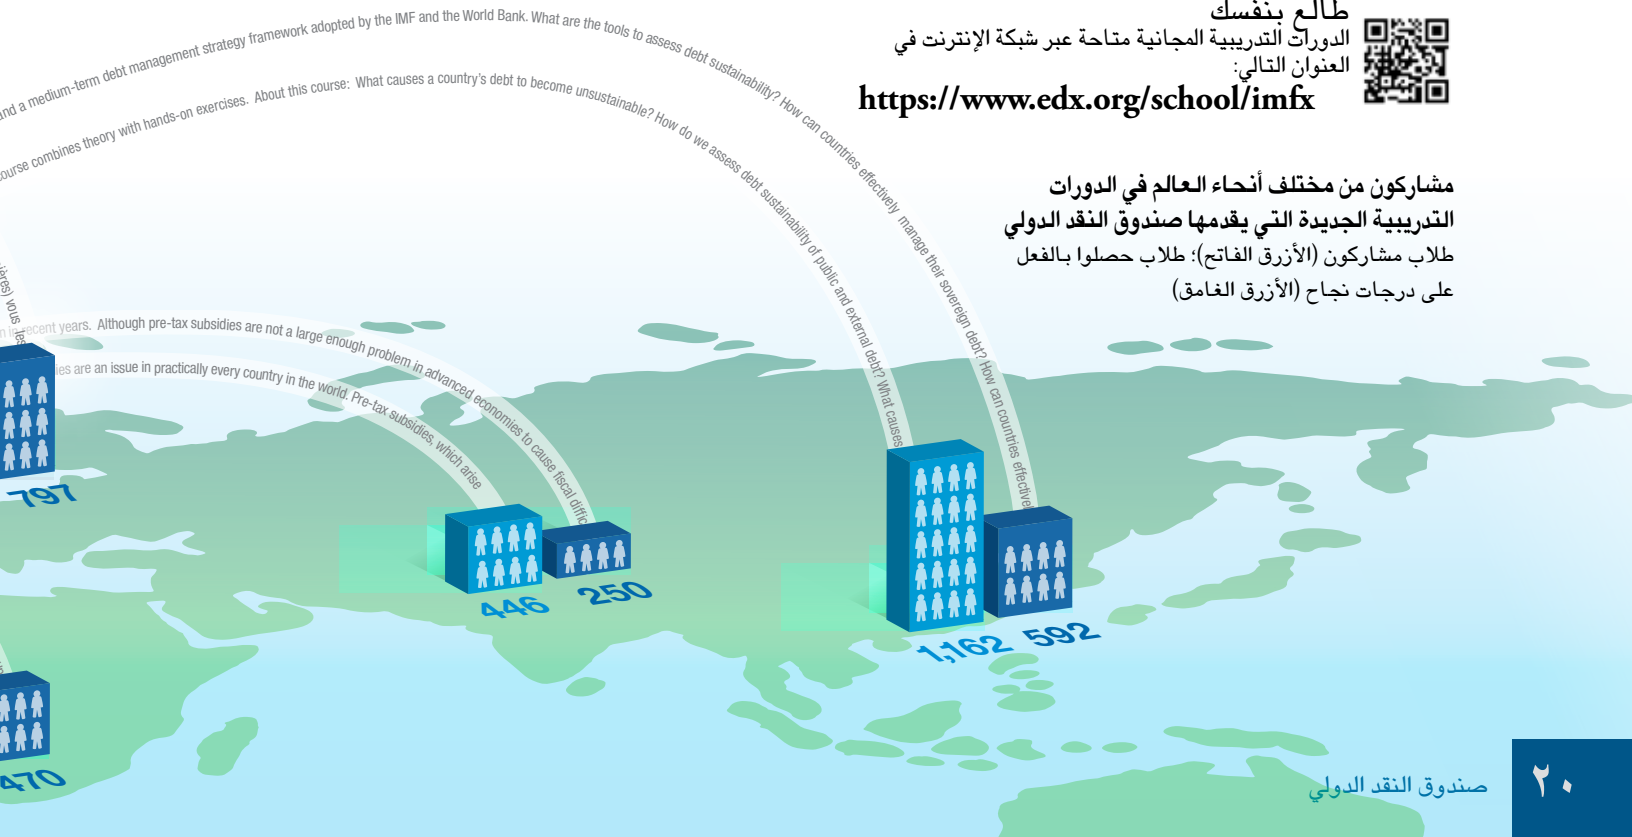 طالع بنفسك
الدورات التدريبية المجانية متاحة عبر شبكة الإنترنت في
العنوان التالي:
https://www.edx.org/school/imfx
مشاركون من مختلف أنحاء العالم في الدورات
التدريبية الجديدة التي يقدمها صندوق النقد الدولي
طلاب مشاركون (الأزرق الفاتح)؛ طلاب حصلوا بالفعل
على درجات نجاح (الأزرق الغامق)
and a medium-term debt management strategy framework adopted by the IMF and the World Bank. What are the tools to assess debt sustainability? How can countries effectively manage their sovereign debt? How can countries effectivel
course combines theory with hands-on exercises. About this course: What causes a country's debt to become unsustainable? How do we assess debt sustainability of public and external debt? What causes
ières) vous les
n in recent years. Although pre-tax subsidies are not a large enough problem in advanced economies to cause fiscal diffic
ies are an issue in practically every country in the world. Pre-tax subsidies, which arise
797
446 250
1,162 592
470
صندوق النقد الدولي
٢٠